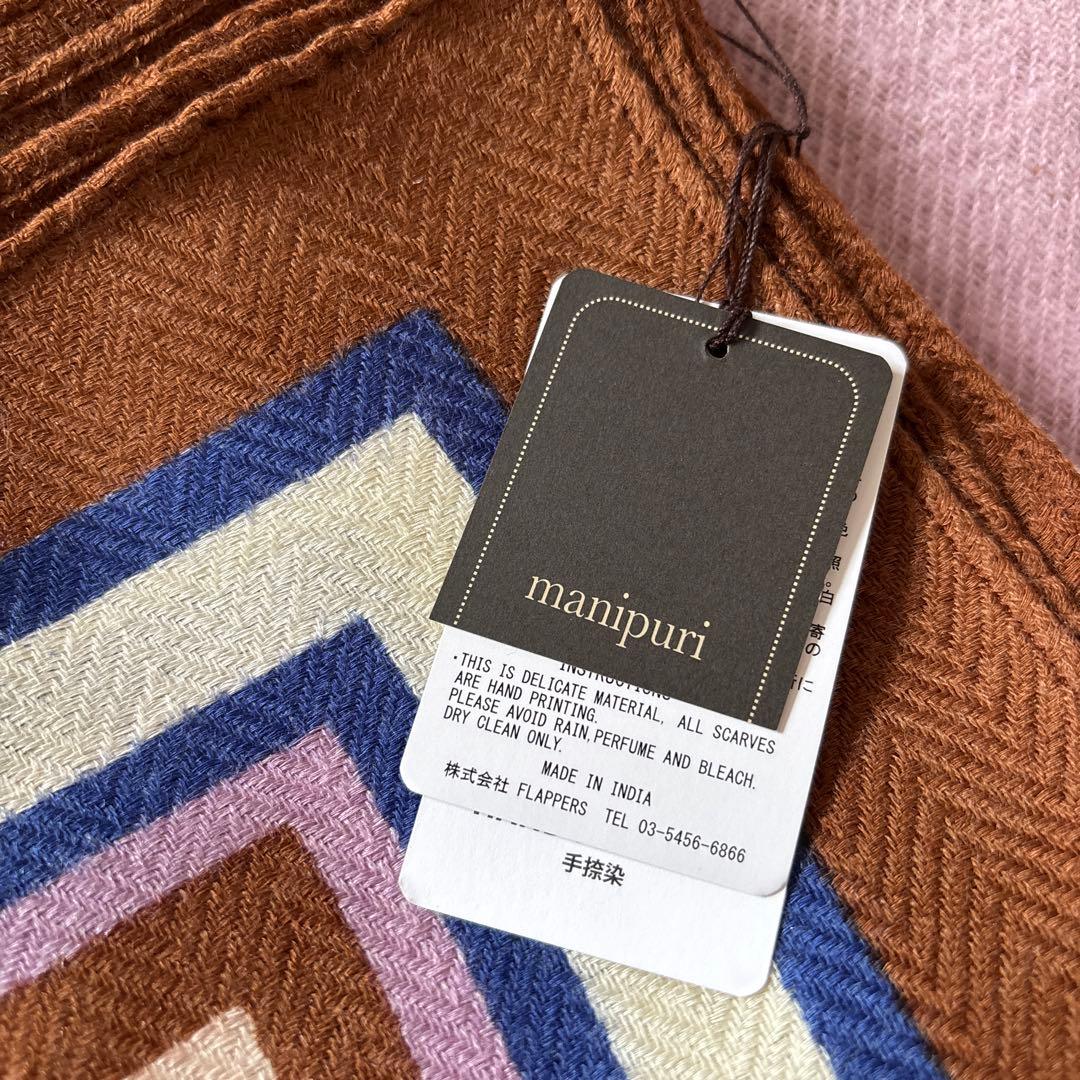 manipuri
INSTRUCTIONS
・THIS IS DELICATE MATERIAL, ALL SCARVES
ARE HAND PRINTING.
PLEASE AVOID RAIN,PERFUME AND BLEACH.
DRY CLEAN ONLY.
MADE IN INDIA
株式会社 FLAPPERS TEL 03-5456-6866
手捺染